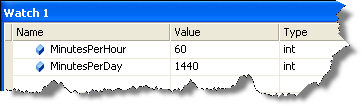 Watch 1
Name Value Type
MinutesPerHour 60 int
MinutesPerDay 1440 int